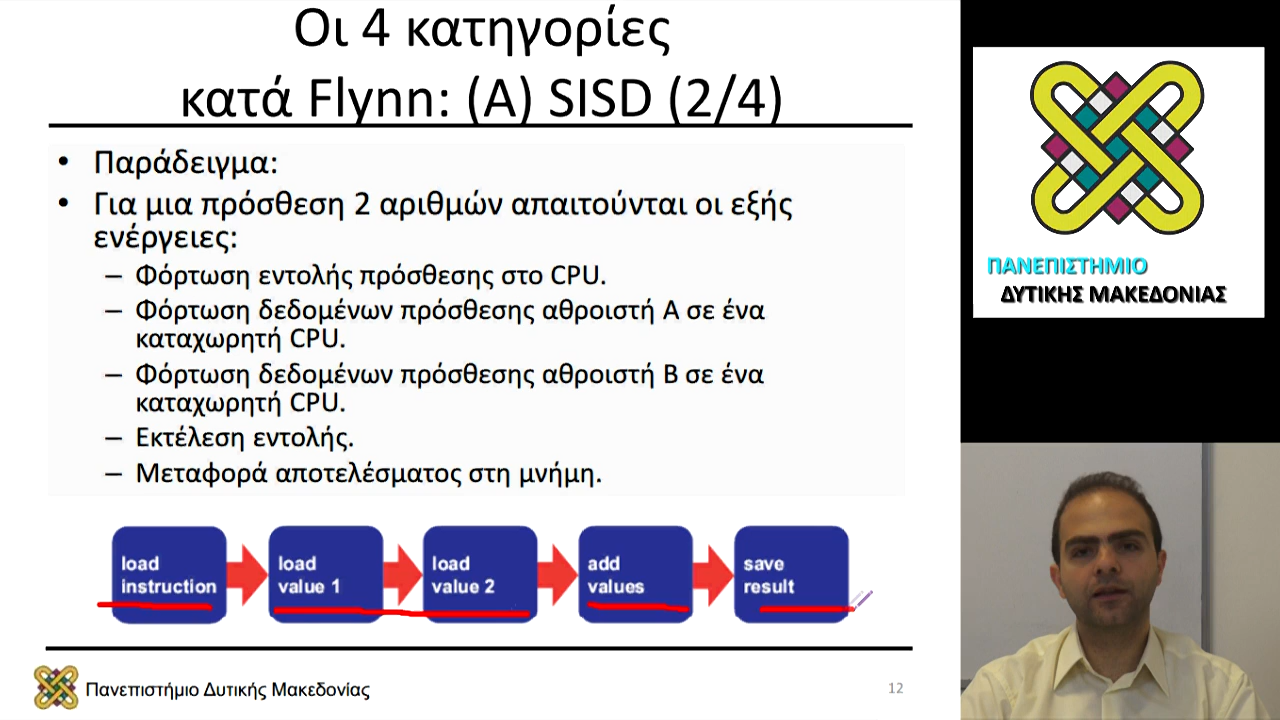 Οι 4 κατηγορίες
κατά Flynn: (A) SISD (2/4)
• Παράδειγμα:
• Για μια πρόσθεση 2 αριθμών απαιτούνται οι εξής
ενέργειες:
– Φόρτωση εντολής πρόσθεσης στο CPU.
– Φόρτωση δεδομένων πρόσθεσης αθροιστή Α σε ένα
καταχωρητή CPU.
– Φόρτωση δεδομένων πρόσθεσης αθροιστή Β σε ένα
καταχωρητή CPU.
– Εκτέλεση εντολής.
– Μεταφορά αποτελέσματος στη μνήμη.
load
instruction
load
value 1
load
value 2
add
values
save
result
Πανεπιστήμιο Δυτικής Μακεδονίας
12
ΠΑΝΕΠΙΣΤΗΜΙΟ
ΔΥΤΙΚΗΣ ΜΑΚΕΔΟΝΙΑΣ